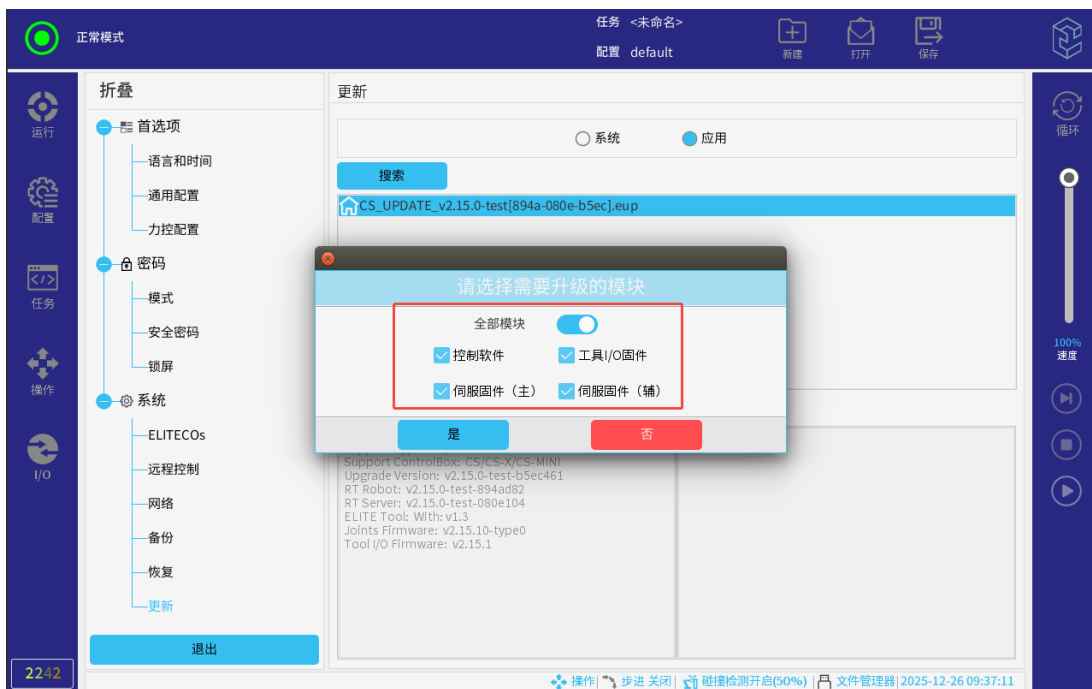 正常模式
任务 <未命名>
配置 default
新建
打开
保存
运行
配置
任务
操作
I/O
2242
折叠
首选项
语言和时间
通用配置
力控配置
密码
模式
安全密码
锁屏
系统
ELITECOs
远程控制
网络
备份
恢复
更新
退出
更新
系统
应用
搜索
CS_UPDATE_v2.15.0-test[894a-080e-b5ec].eup
请选择需要升级的模块
全部模块
控制软件
工具I/O固件
伺服固件（主）
伺服固件（辅）
是
否
Support ControlBox: CS/CS-X/CS-MINI
Upgrade Version: v2.15.0-test-b5ec461
RT Robot: v2.15.0-test-894ad82
RT Server: v2.15.0-test-080e104
ELITE Tool: With: v1.3
Joints Firmware: v2.15.10-type0
Tool I/O Firmware: v2.15.1
循环
100%
速度
操作| 步进 关闭| 碰撞检测开启(50%) | 文件管理器| 2025-12-26 09:37:11